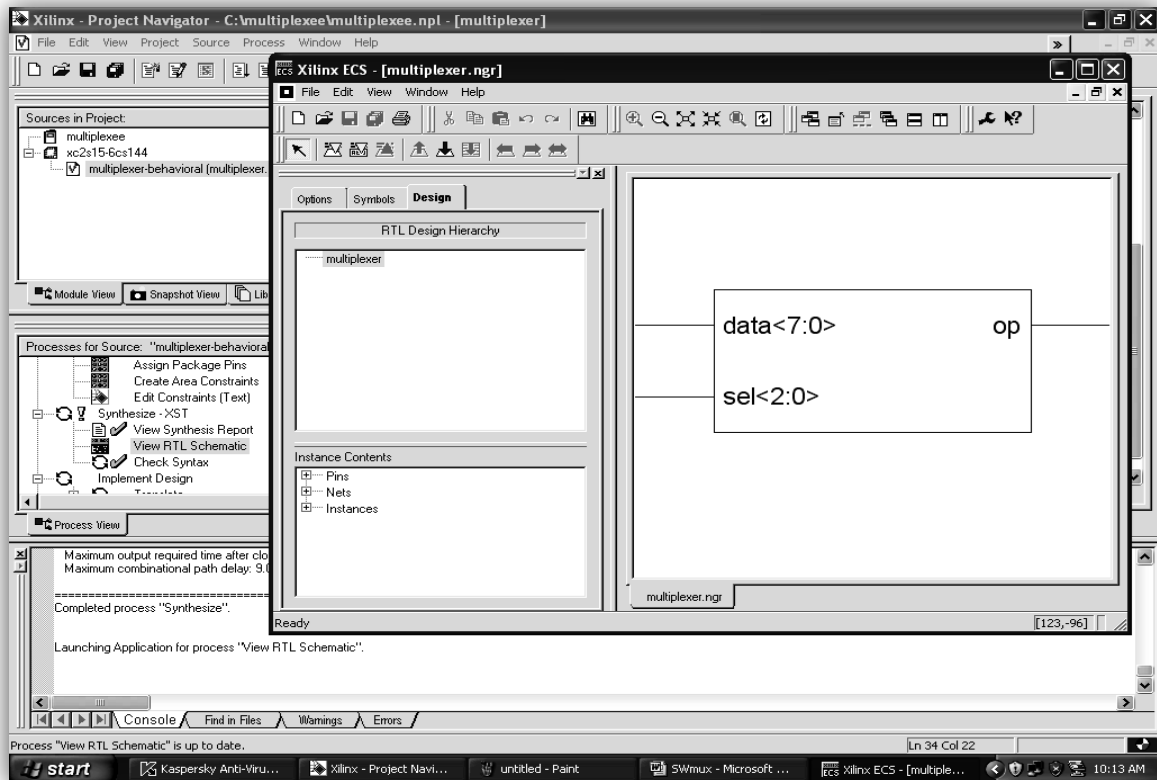 Xilinx - Project Navigator - C:\multiplexee\multiplexee.npl - [multiplexer]
File Edit View Project Source Process Window Help
Sources in Project:
multiplexee
xc2s15-6cs144
multiplexer-behavioral (multiplexer.
Module View Snapshot View Lib
Processes for Source: "multiplexer-behavioral
Assign Package Pins
Create Area Constraints
Edit Constraints (Text)
Synthesize - XST
View Synthesis Report
View RTL Schematic
Check Syntax
Implement Design
Process View
ECS Xilinx ECS - [multiplexer.ngr]
File Edit View Window Help
Options Symbols Design
RTL Design Hierarchy
multiplexer
Instance Contents
Pins
Nets
Instances
data<7:0> op
sel<2:0>
multiplexer.ngr
Ready [123,-96]
Maximum output required time after clo
Maximum combinational path delay: 9.0
=========================
Completed process "Synthesize".
Launching Application for process "View RTL Schematic".
Console Find in Files Warnings Errors
Process "View RTL Schematic" is up to date. Ln 34 Col 22
start Kaspersky Anti-Viru... Xilinx - Project Navi... untitled - Paint SWmux - Microsoft ... ECS Xilinx ECS - [multiple... 10:13 AM